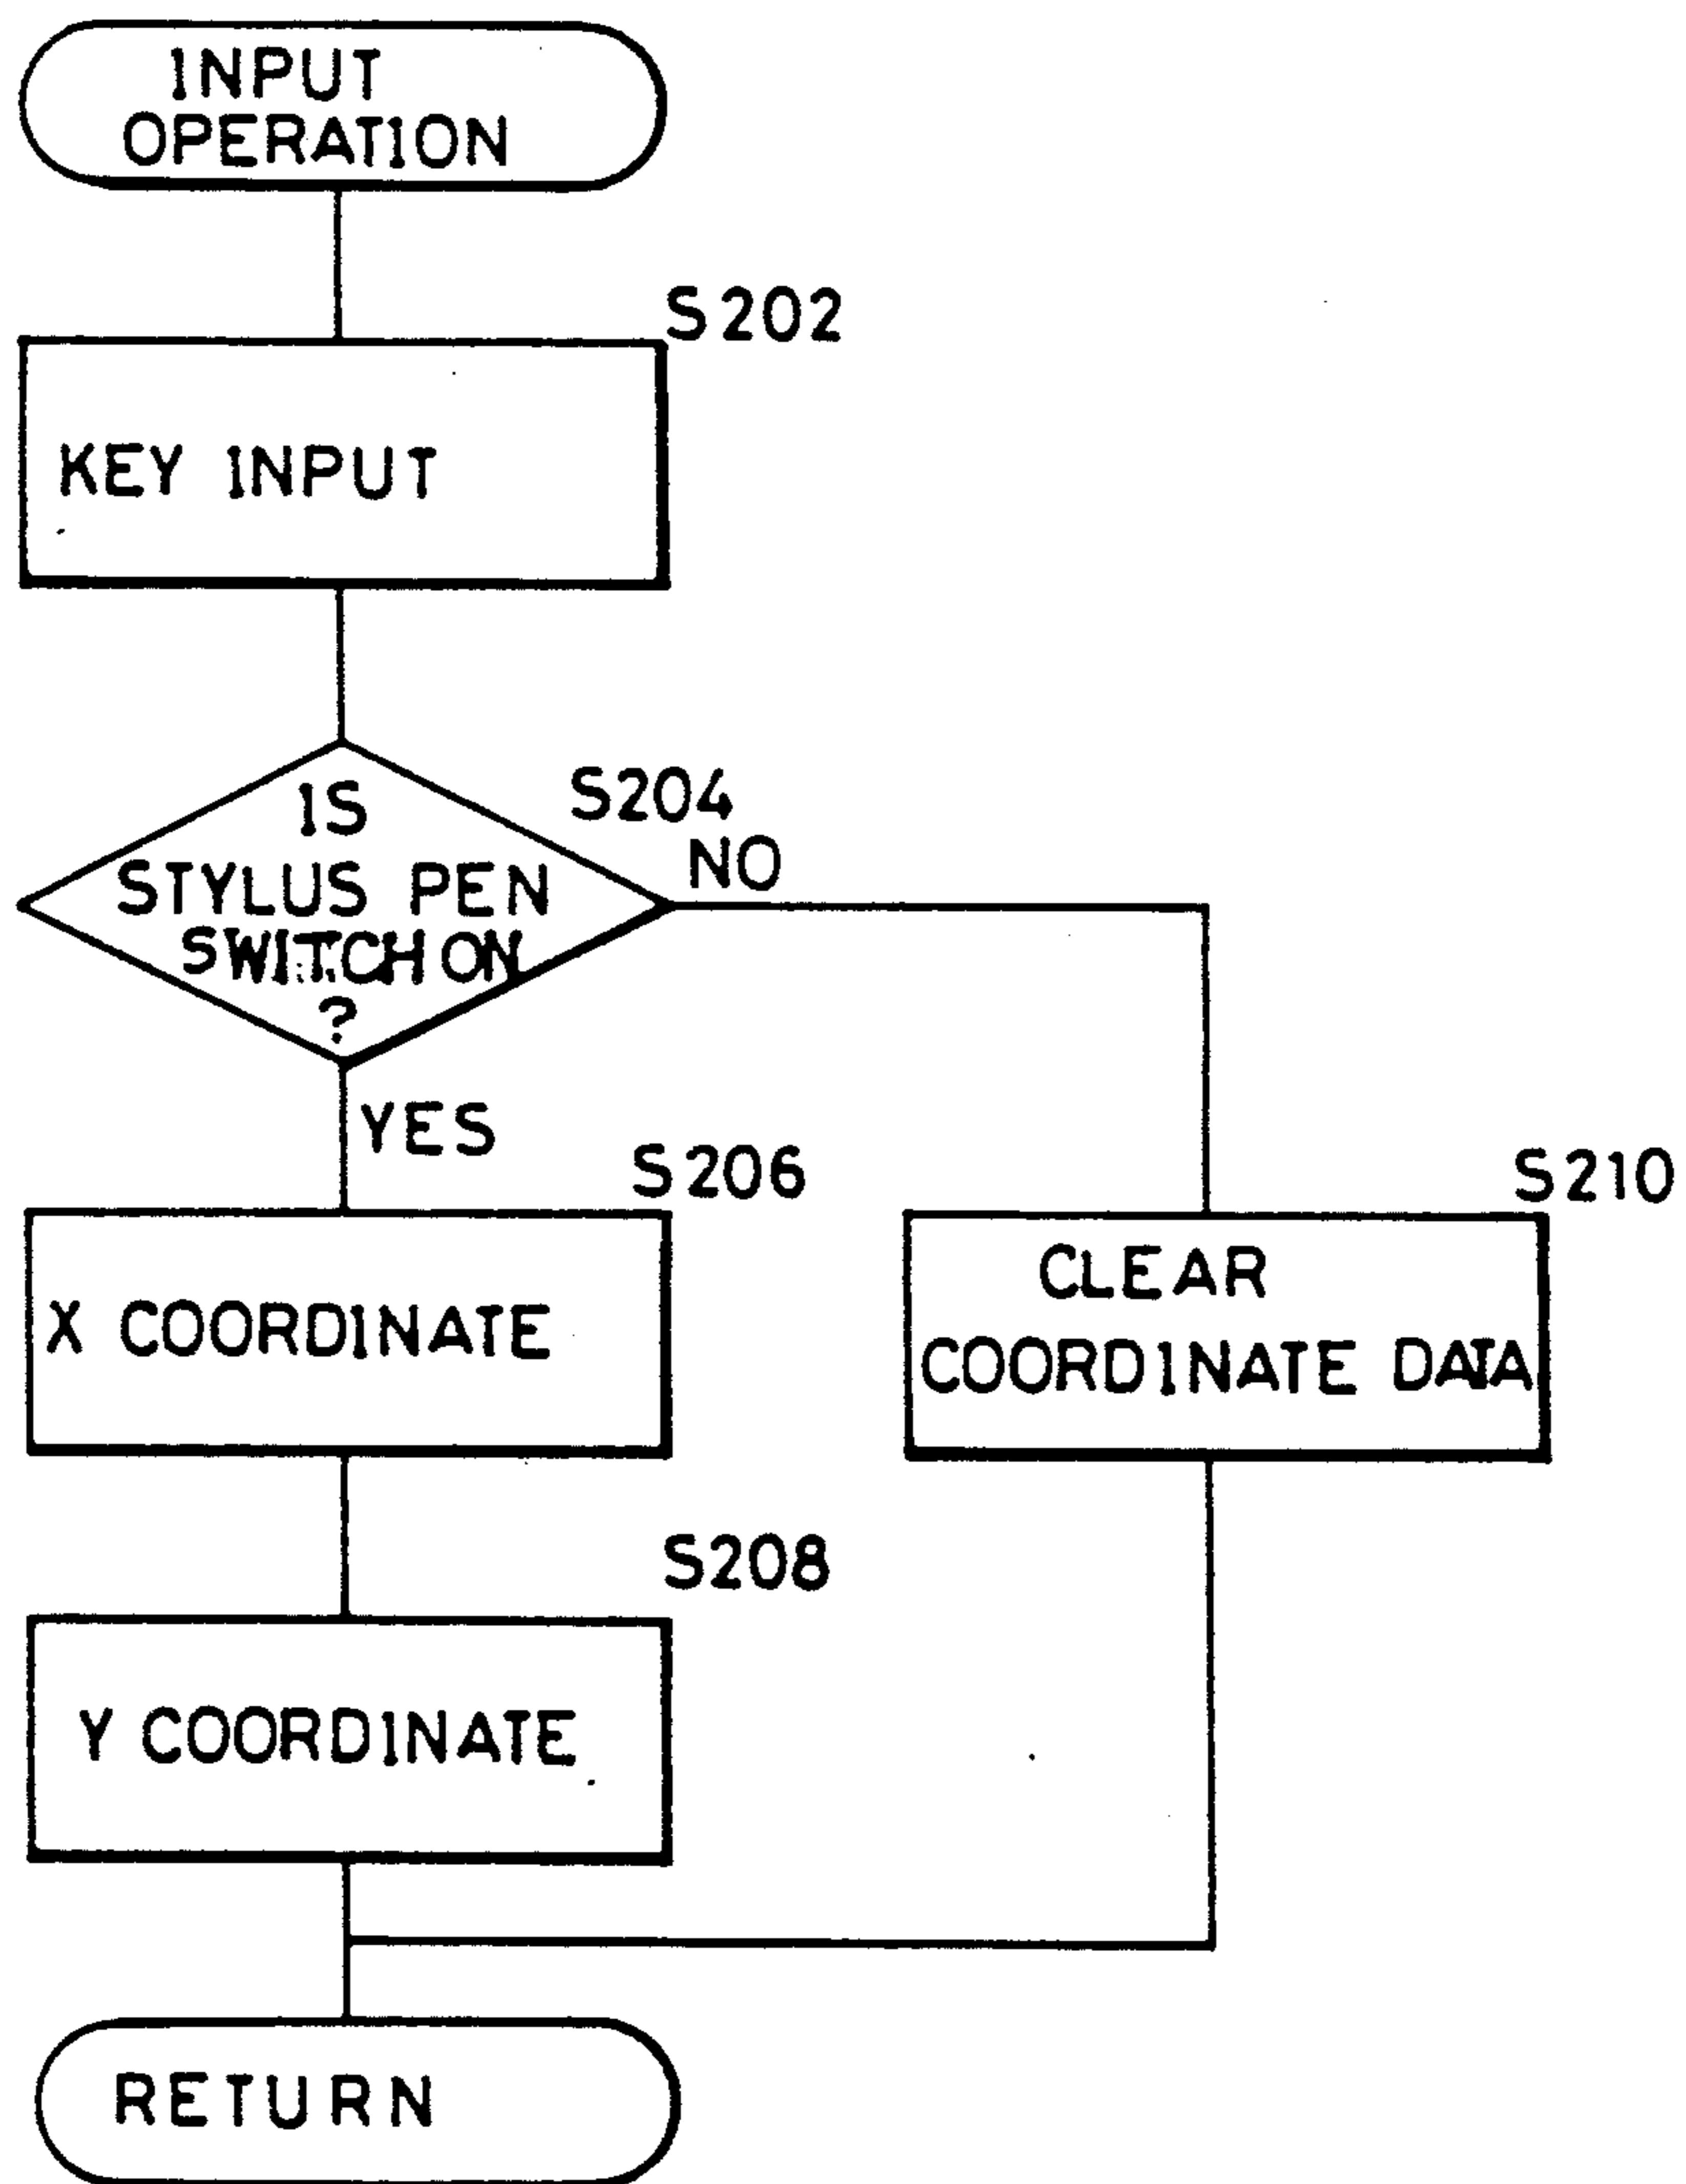 INPUT
OPERATION
S202
KEY INPUT
S204
IS
STYLUS PEN
SWITCH ON
?
NO
YES
S206
X COORDINATE
S210
CLEAR
COORDINATE DATA
S208
Y COORDINATE
RETURN